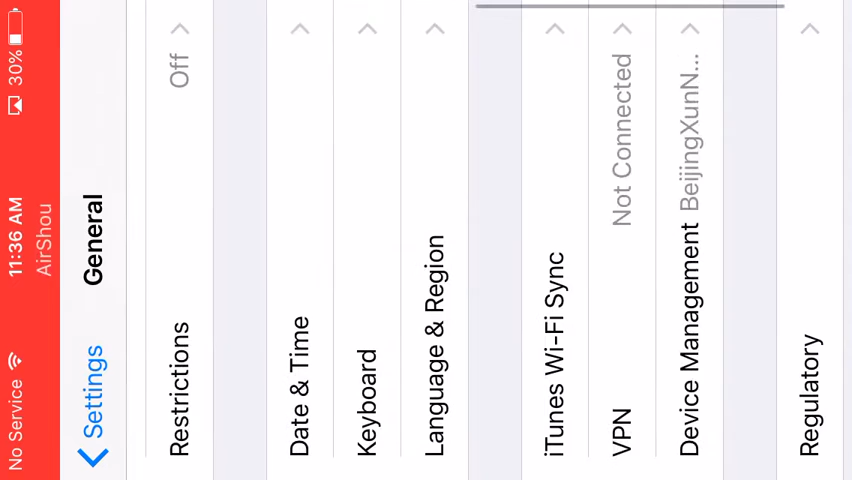 No Service 11:36 AM 30%
AirShou
Settings General
Restrictions Off
Date & Time
Keyboard
Language & Region
iTunes Wi-Fi Sync
VPN Not Connected
Device Management BeijingXunN...
Regulatory